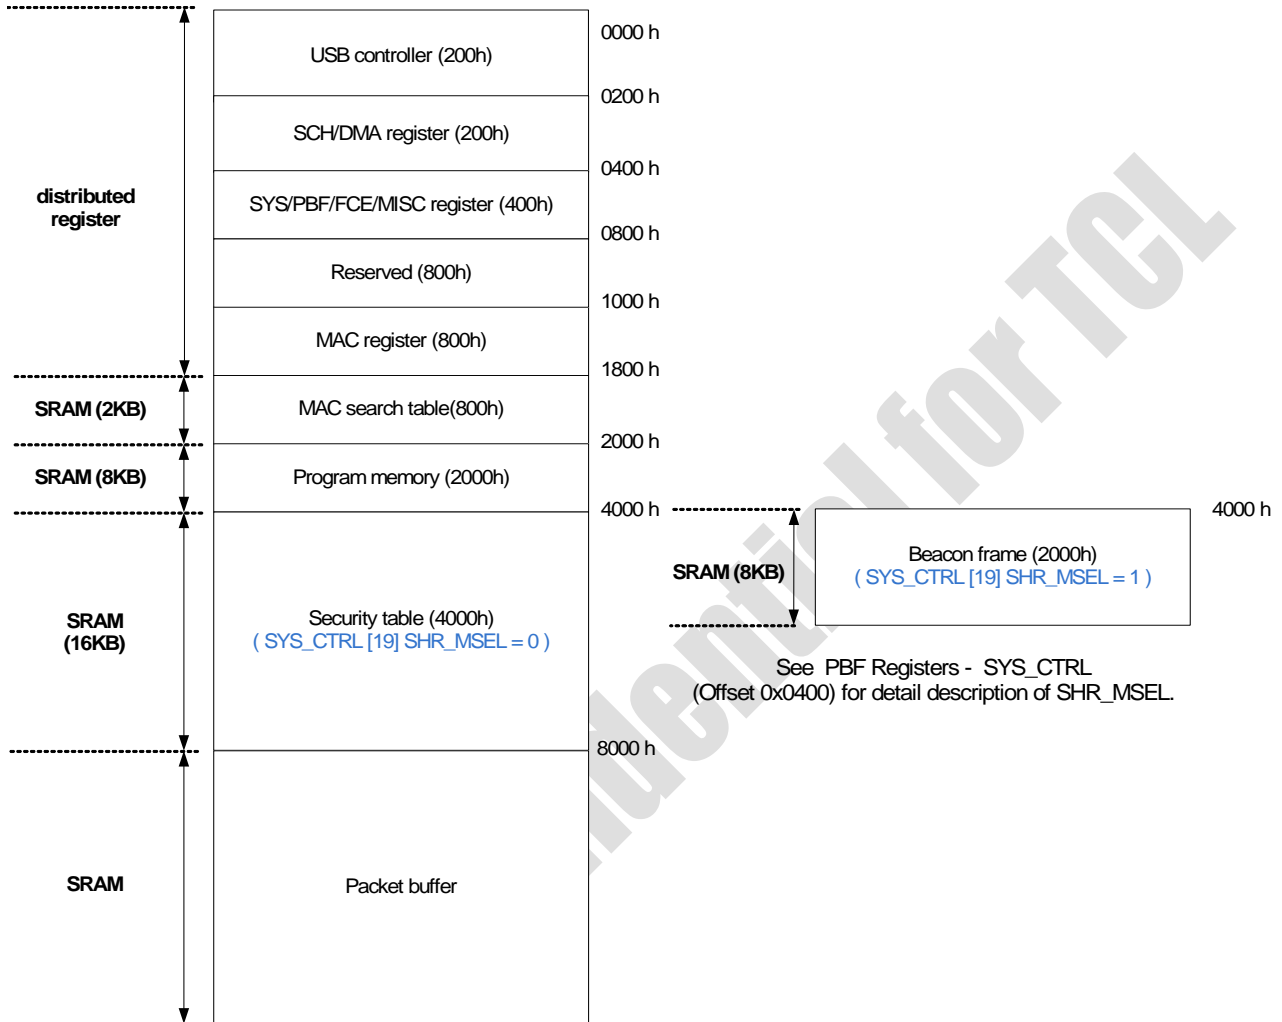 0000 h
USB controller (200h)
0200 h
SCH/DMA register (200h)
0400 h
distributed
register
SYS/PBF/FCE/MISC register (400h)
0800 h
Reserved (800h)
1000 h
MAC register (800h)
1800 h
SRAM (2KB)
MAC search table(800h)
2000 h
SRAM (8KB)
Program memory (2000h)
4000 h
4000 h
SRAM (8KB)
Beacon frame (2000h)
( SYS_CTRL [19] SHR_MSEL = 1 )
SRAM
(16KB)
Security table (4000h)
( SYS_CTRL [19] SHR_MSEL = 0 )
See PBF Registers - SYS_CTRL
(Offset 0x0400) for detail description of SHR_MSEL.
8000 h
SRAM
Packet buffer
for TCL